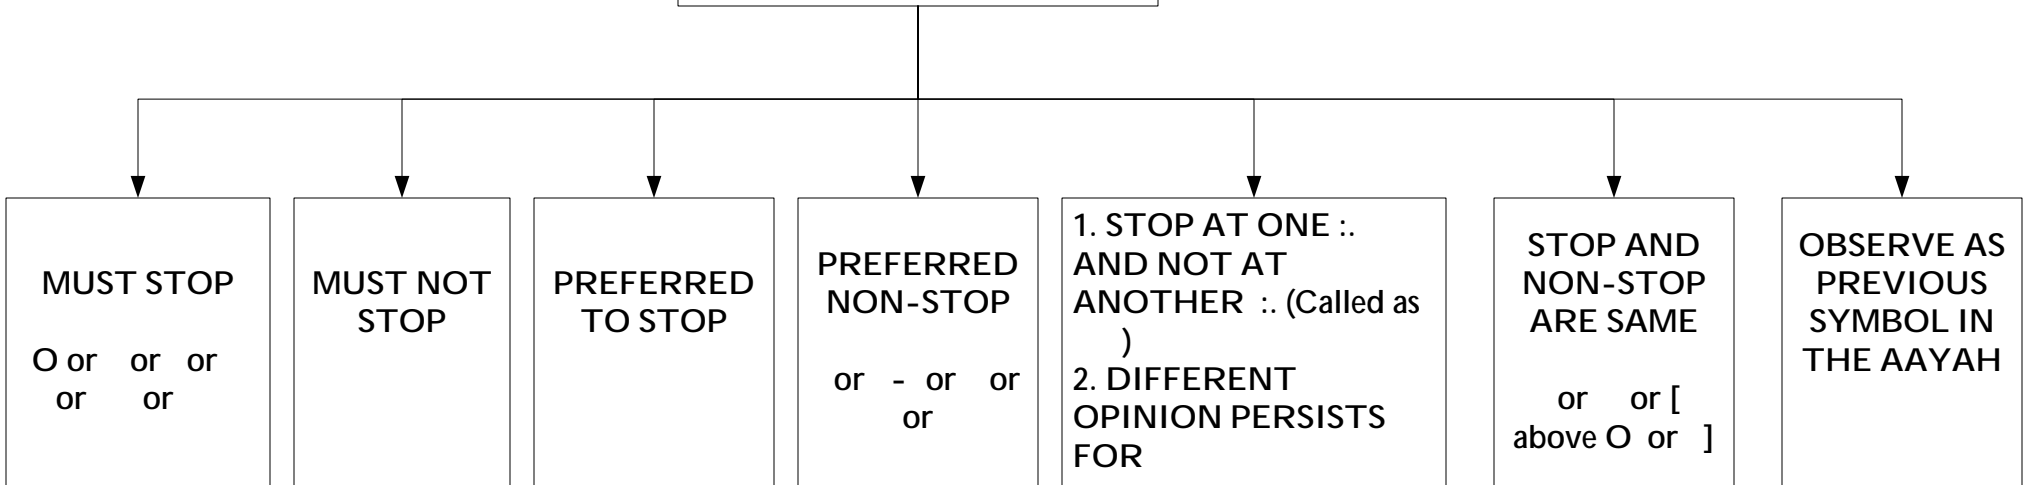 MUST STOP
O or or or
or or
MUST NOT
STOP
PREFERRED
TO STOP
PREFERRED
NON-STOP
or - or or
or
1. STOP AT ONE :.
AND NOT AT
ANOTHER :. (Called as
)
2. DIFFERENT
OPINION PERSISTS
FOR
STOP AND
NON-STOP
ARE SAME
or or [
above O or ]
OBSERVE AS
PREVIOUS
SYMBOL IN
THE AAYAH